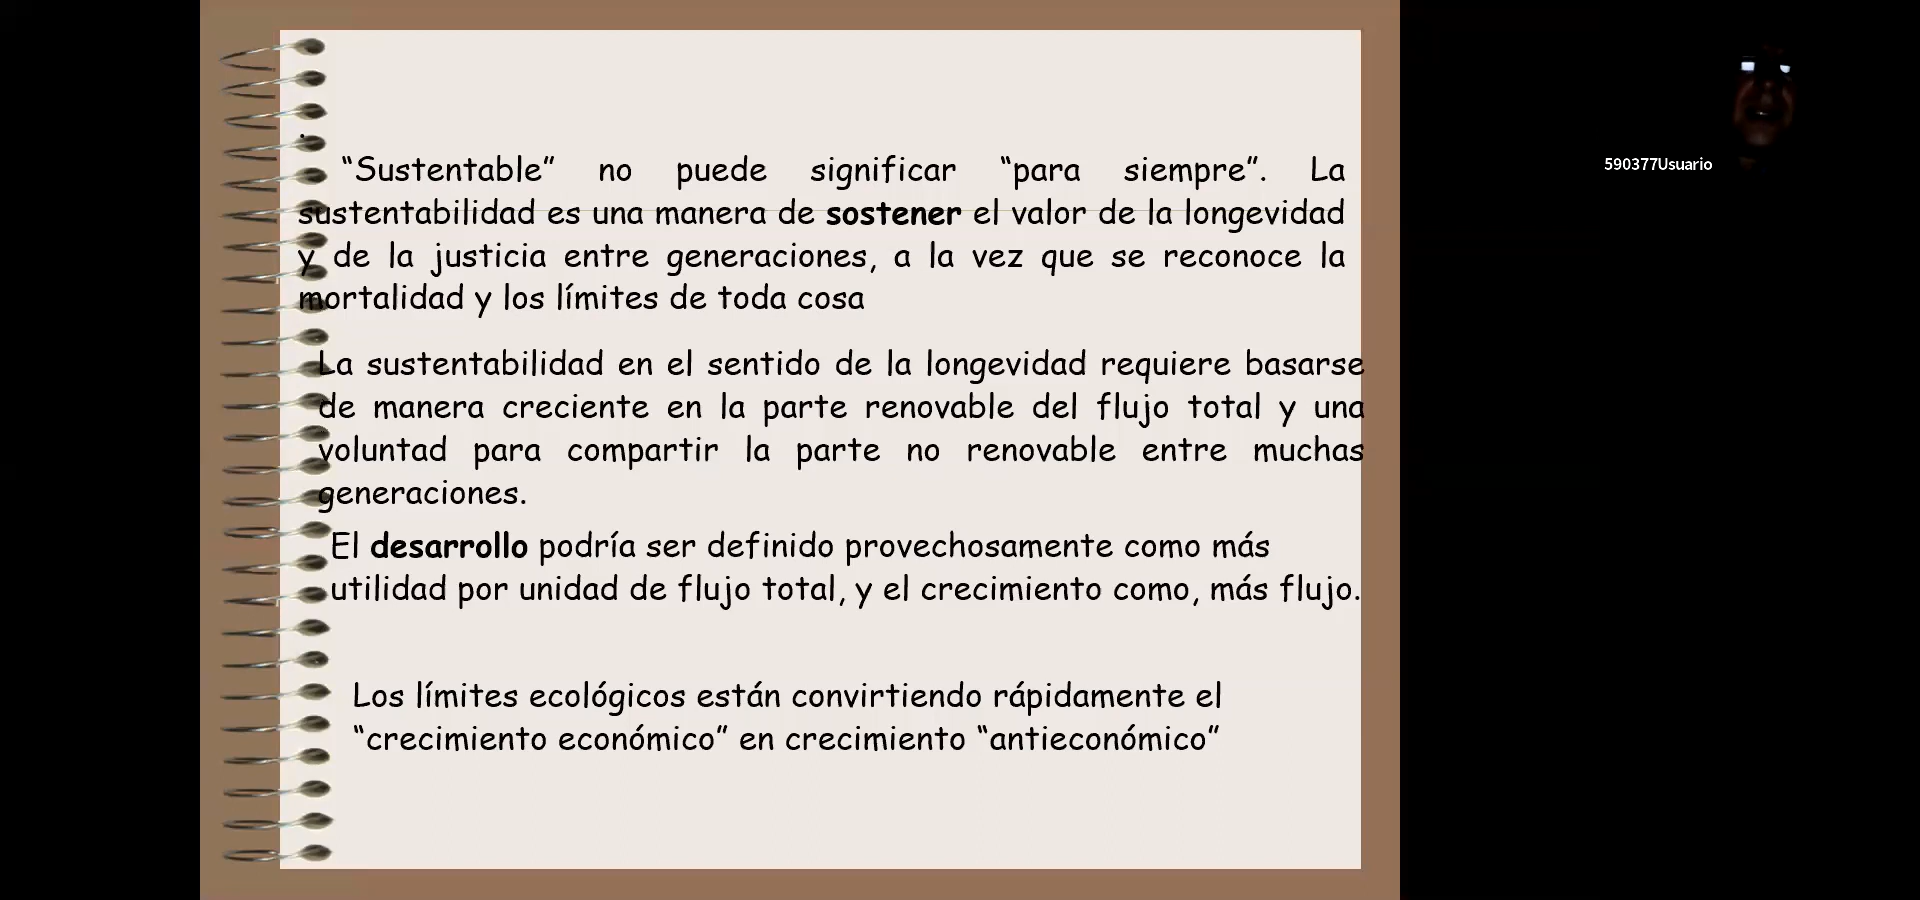 .
“Sustentable” no puede significar “para siempre”. La
sustentabilidad es una manera de sostener el valor de la longevidad
y de la justicia entre generaciones, a la vez que se reconoce la
mortalidad y los límites de toda cosa
La sustentabilidad en el sentido de la longevidad requiere basarse
de manera creciente en la parte renovable del flujo total y una
voluntad para compartir la parte no renovable entre muchas
generaciones.
El desarrollo podría ser definido provechosamente como más
utilidad por unidad de flujo total, y el crecimiento como, más flujo.
Los límites ecológicos están convirtiendo rápidamente el
“crecimiento económico” en crecimiento “antieconómico”
590377Usuario